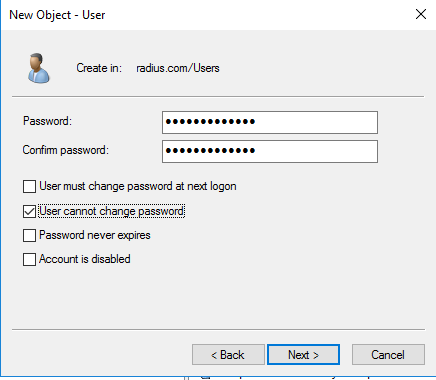 New Object - User
Create in: radius.com/Users
Password: •••••••••••••
Confirm password: •••••••••••••
User must change password at next logon
User cannot change password
Password never expires
Account is disabled
< Back Next > Cancel